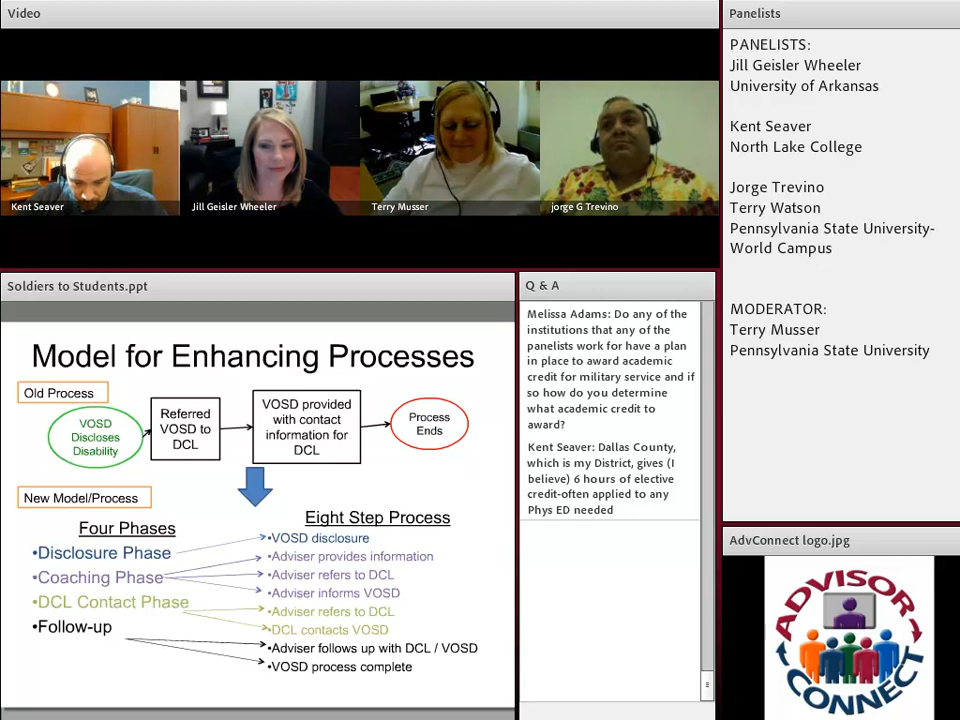 Video
Kent Seaver
Jill Geisler Wheeler
Terry Musser
jorge G Trevino
Panelists
PANELISTS:
Jill Geisler Wheeler
University of Arkansas
Kent Seaver
North Lake College
Jorge Trevino
Terry Watson
Pennsylvania State University-
World Campus
MODERATOR:
Terry Musser
Pennsylvania State University
Soldiers to Students.ppt
Model for Enhancing Processes
Old Process
VOSD
Discloses
Disability
Referred
VOSD to
DCL
VOSD provided
with contact
information for
DCL
Process
Ends
New Model/Process
Four Phases
•Disclosure Phase
•Coaching Phase
•DCL Contact Phase
•Follow-up
Eight Step Process
•VOSD disclosure
•Adviser provides information
•Adviser refers to DCL
•Adviser informs VOSD
•Adviser refers to DCL
•DCL contacts VOSD
•Adviser follows up with DCL / VOSD
•VOSD process complete
Q & A
Melissa Adams: Do any of the
institutions that any of the
panelists work for have a plan
in place to award academic
credit for military service and if
so how do you determine
what academic credit to
award?
Kent Seaver: Dallas County,
which is my District, gives (I
believe) 6 hours of elective
credit-often applied to any
Phys ED needed
AdvConnect logo.jpg
ADVISOR
CONNECT